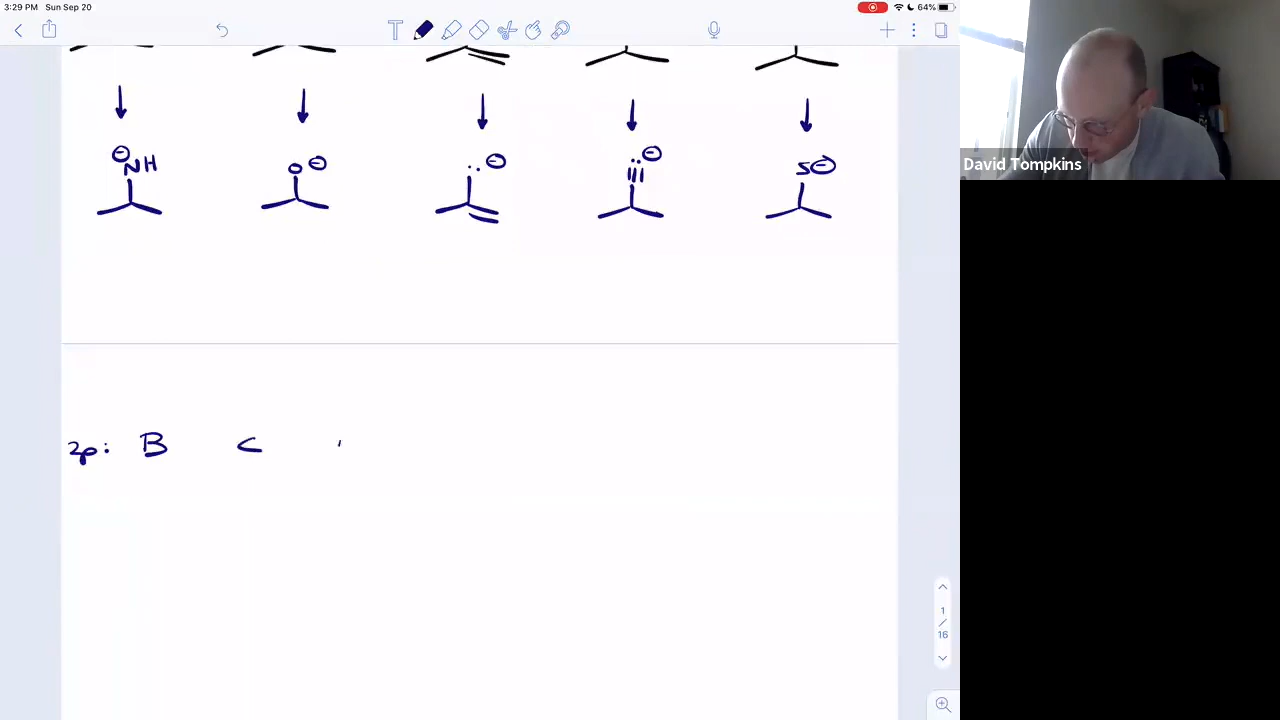 3:29 PM Sun Sep 20 64%
T
⊖ NH O ⊖ .. ⊖ .. ⊖ S ⊖
David Tompkins
2p: B C
1
/
16